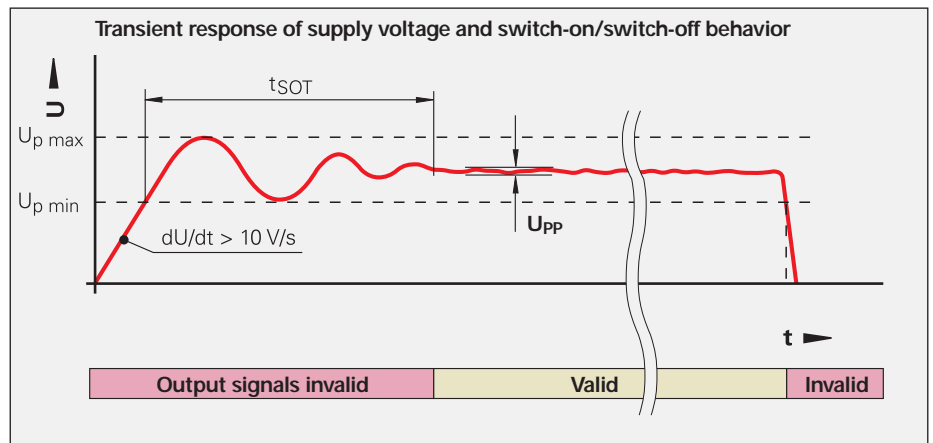 Transient response of supply voltage and switch-on/switch-off behavior
U
tSOT
Up max
Up min
UPP
dU/dt > 10 V/s
t
Output signals invalid
Valid
Invalid